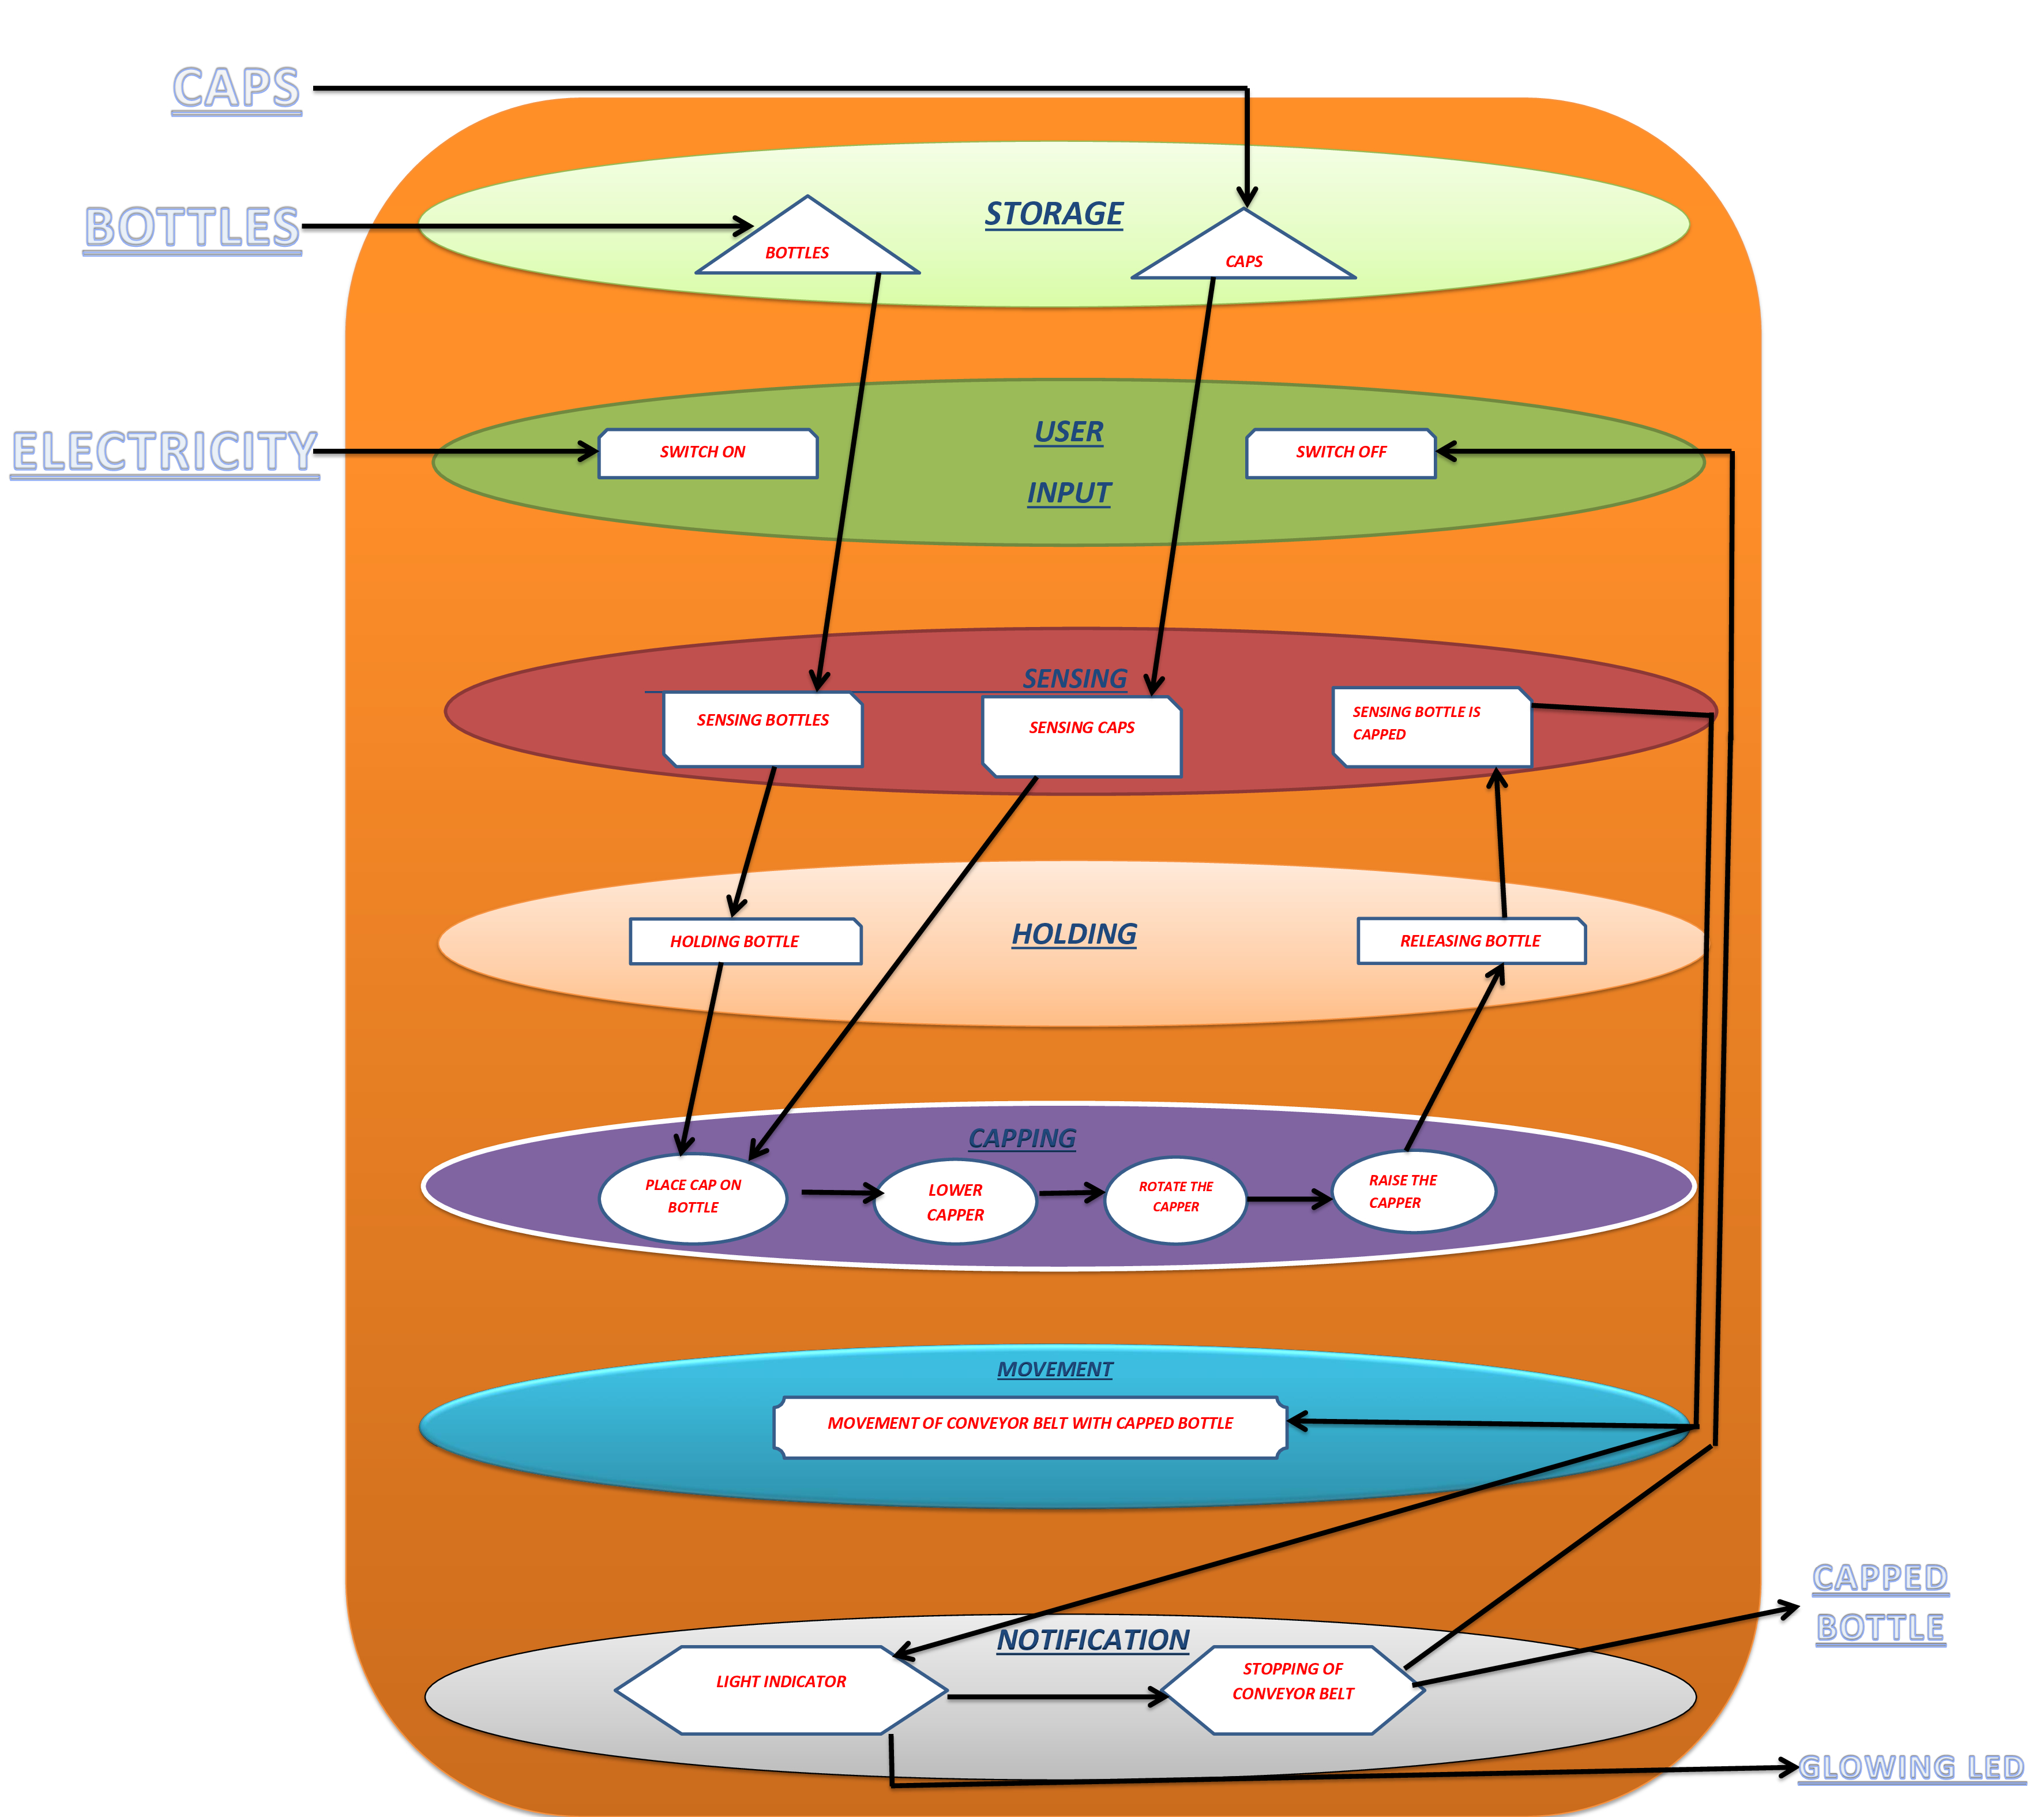 CAPS
BOTTLES
STORAGE
BOTTLES
CAPS
ELECTRICITY
SWITCH ON
USER
INPUT
SWITCH OFF
SENSING
SENSING BOTTLES
SENSING CAPS
SENSING BOTTLE IS
CAPPED
HOLDING BOTTLE
HOLDING
RELEASING BOTTLE
CAPPING
PLACE CAP ON
BOTTLE
LOWER
CAPPER
ROTATE THE
CAPPER
RAISE THE
CAPPER
MOVEMENT
MOVEMENT OF CONVEYOR BELT WITH CAPPED BOTTLE
CAPPED
BOTTLE
NOTIFICATION
LIGHT INDICATOR
STOPPING OF
CONVEYOR BELT
GLOWING LED